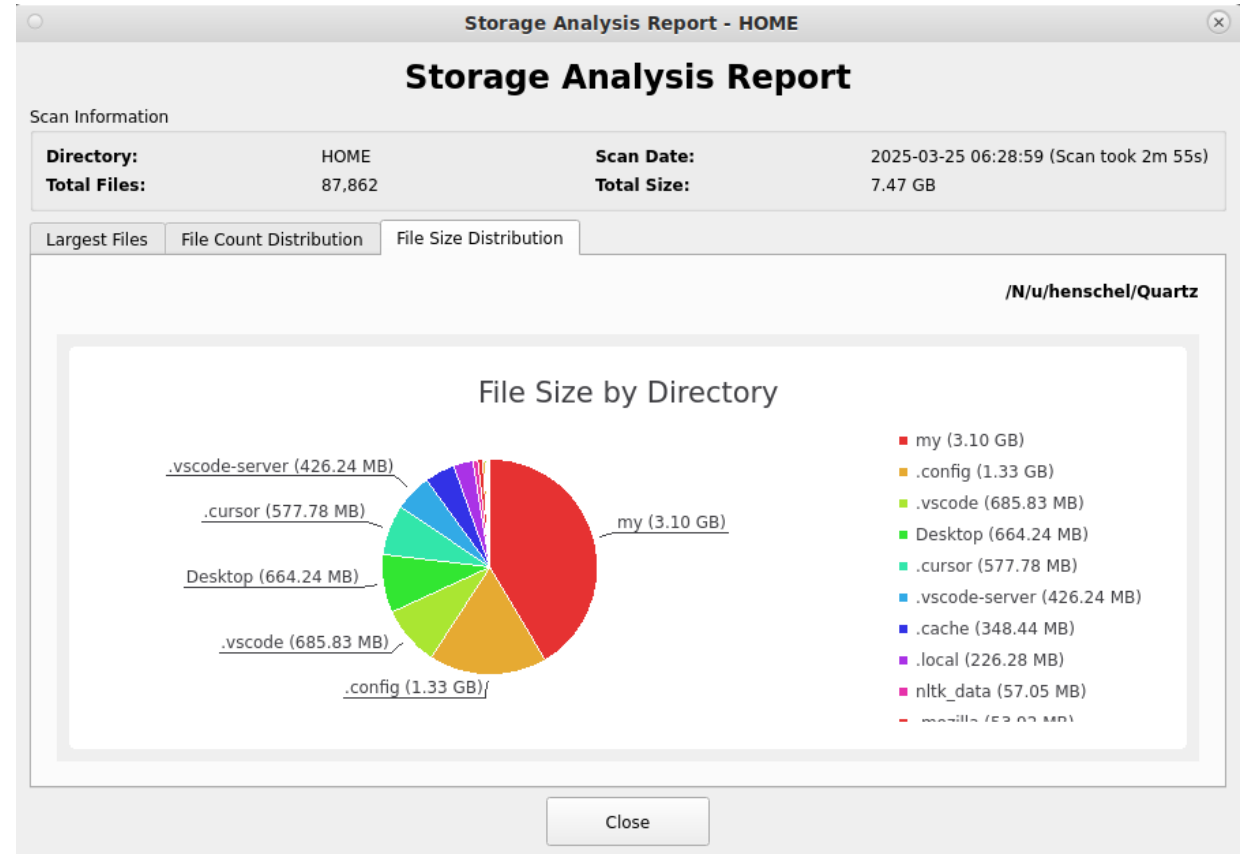 Storage Analysis Report - HOME
Storage Analysis Report
Scan Information
Directory: HOME Scan Date: 2025-03-25 06:28:59 (Scan took 2m 55s)
Total Files: 87,862 Total Size: 7.47 GB
Largest Files File Count Distribution File Size Distribution
/N/u/henschel/Quartz
File Size by Directory
.vscode-server (426.24 MB)
.cursor (577.78 MB)
my (3.10 GB)
Desktop (664.24 MB)
.vscode (685.83 MB)
.config (1.33 GB)
my (3.10 GB)
.config (1.33 GB)
.vscode (685.83 MB)
Desktop (664.24 MB)
.cursor (577.78 MB)
.vscode-server (426.24 MB)
.cache (348.44 MB)
.local (226.28 MB)
nltk_data (57.05 MB)
.mozilla (53.92 MB)
Close